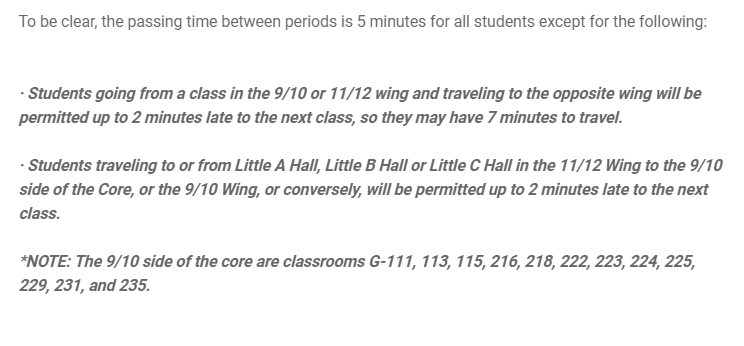 To be clear, the passing time between periods is 5 minutes for all students except for the following:
· Students going from a class in the 9/10 or 11/12 wing and traveling to the opposite wing will be
permitted up to 2 minutes late to the next class, so they may have 7 minutes to travel.
· Students traveling to or from Little A Hall, Little B Hall or Little C Hall in the 11/12 Wing to the 9/10
side of the Core, or the 9/10 Wing, or conversely, will be permitted up to 2 minutes late to the next
class.
*NOTE: The 9/10 side of the core are classrooms G-111, 113, 115, 216, 218, 222, 223, 224, 225,
229, 231, and 235.